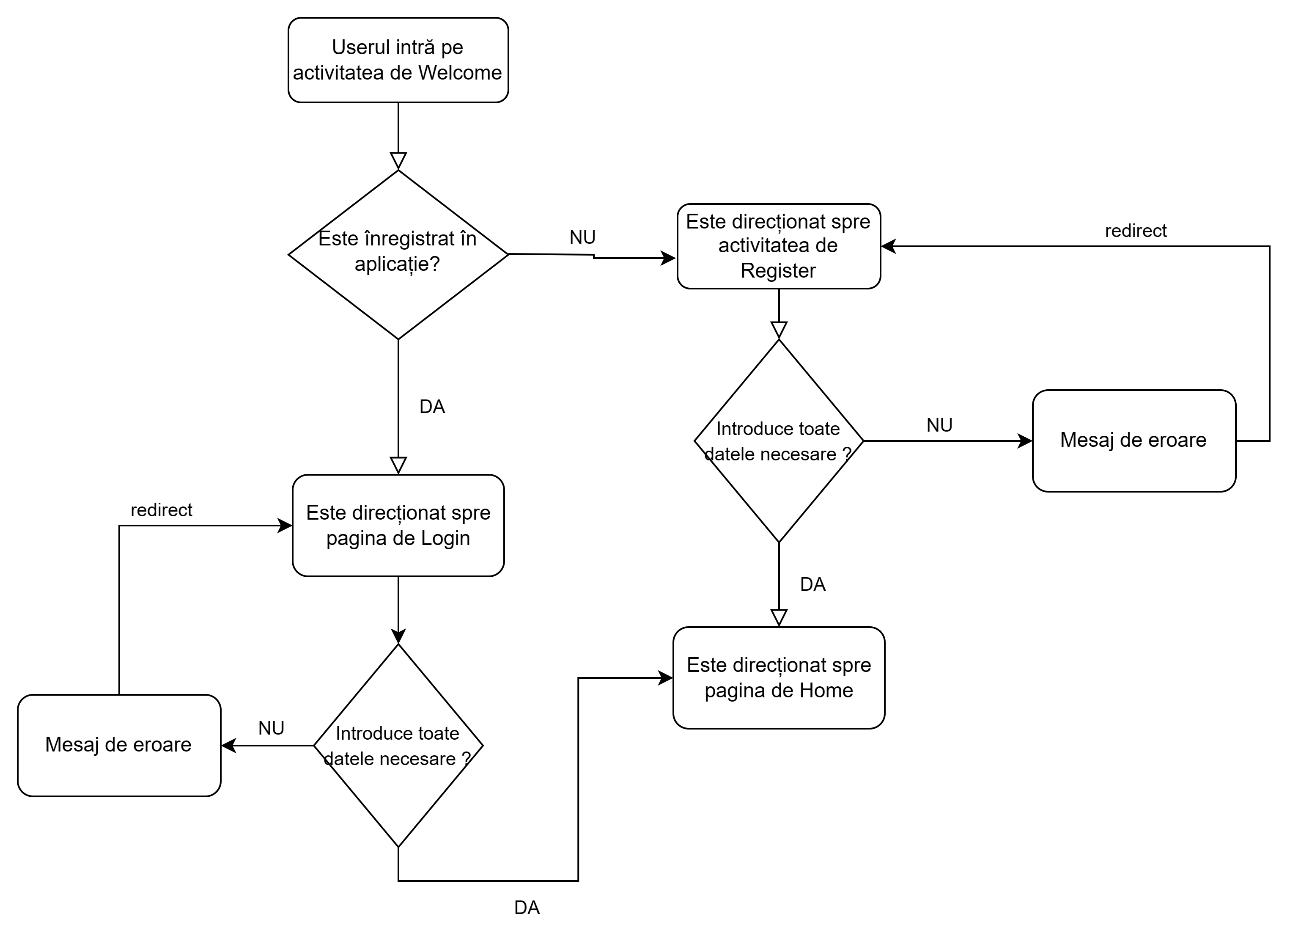 Userul intră pe
activitatea de Welcome
Este înregistrat în
aplicație?
NU
Este direcționat spre
activitatea de
Register
redirect
DA
Introduce toate
datele necesare ?
NU
Mesaj de eroare
redirect
Este direcționat spre
pagina de Login
DA
Este direcționat spre
pagina de Home
Mesaj de eroare
NU
Introduce toate
datele necesare ?
DA